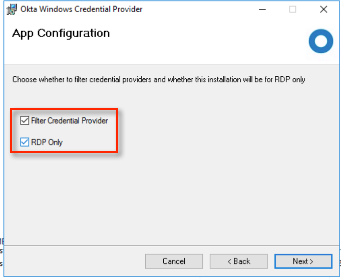 Okta Windows Credential Provider
App Configuration
Choose whether to filter credential providers and whether this installation will be for RDP only
Filter Credential Provider
RDP Only
Cancel
< Back
Next >